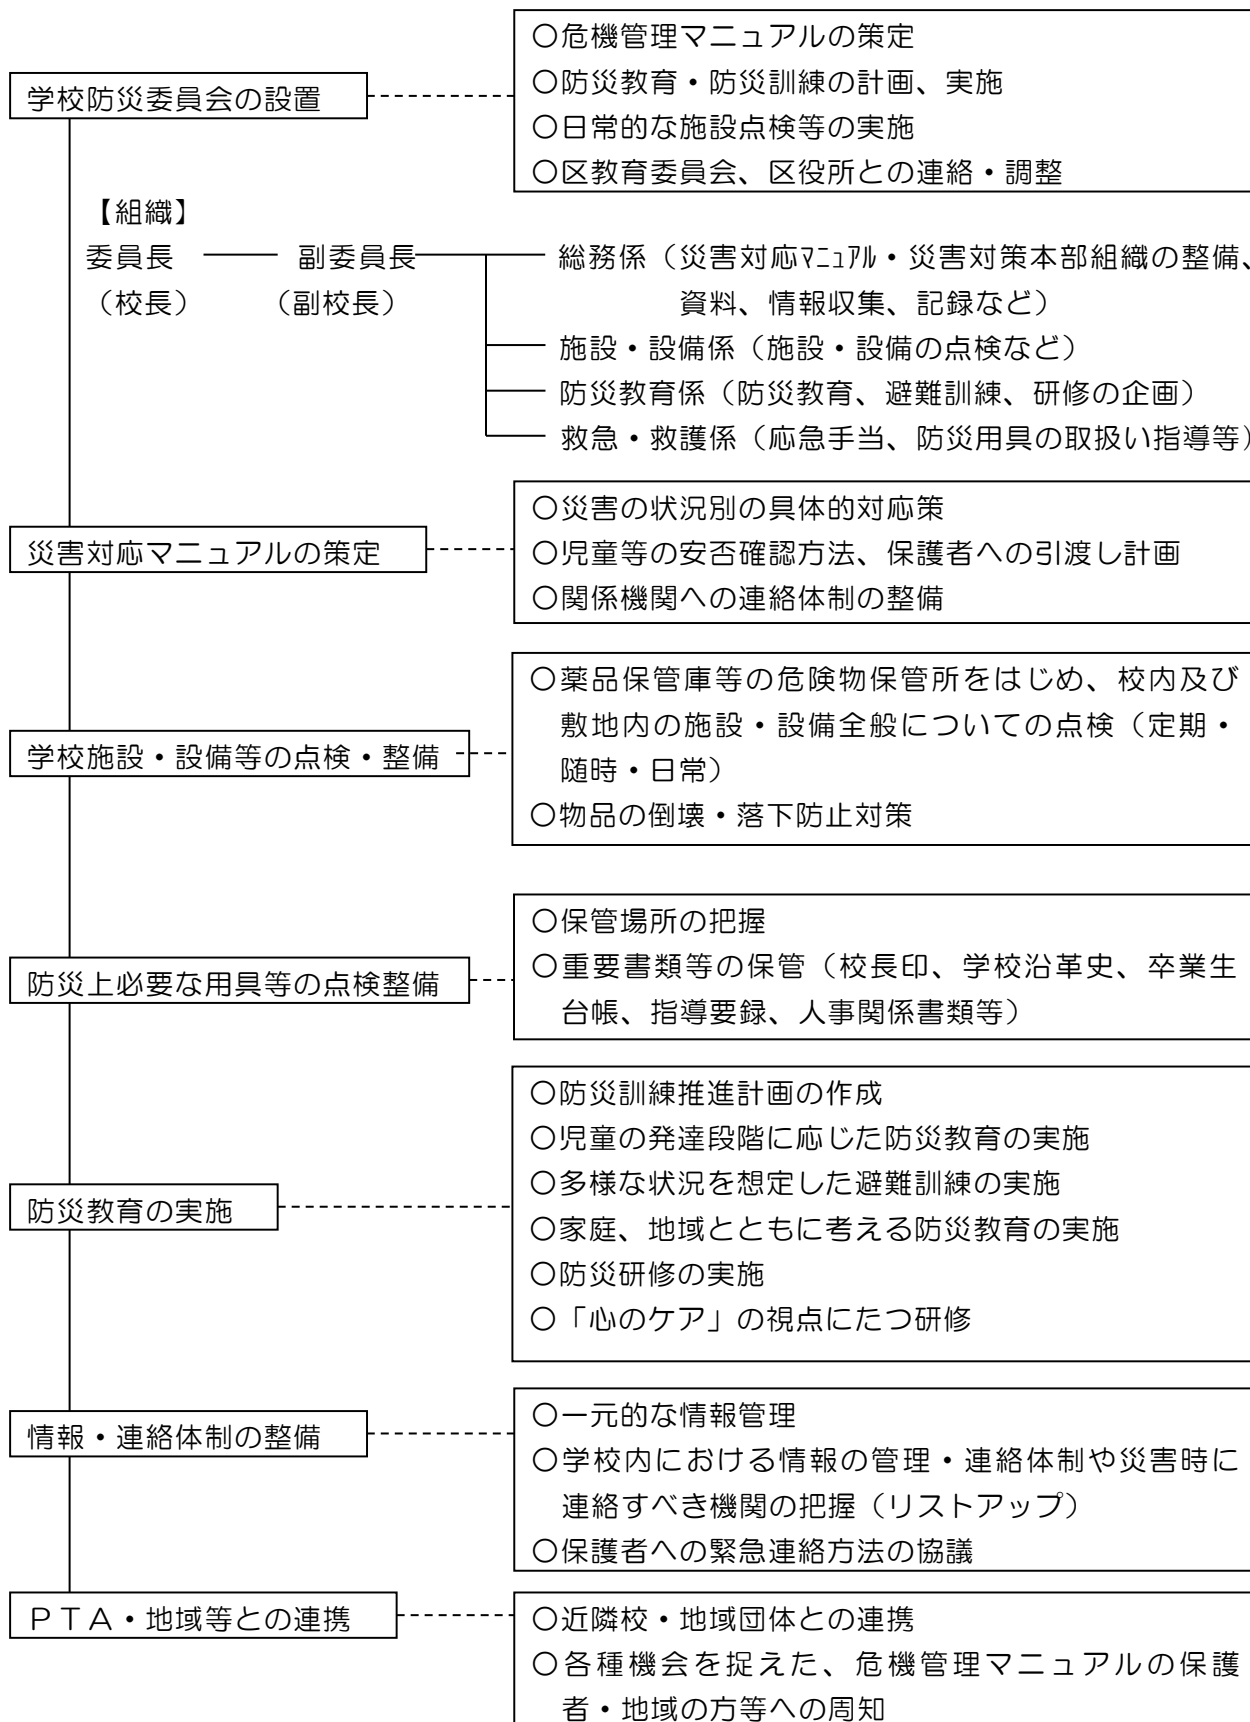 学校防災委員会の設置
〇危機管理マニュアルの策定
〇防災教育・防災訓練の計画、実施
〇日常的な施設点検等の実施
〇区教育委員会、区役所との連絡・調整
【組織】
委員長 副委員長 総務係（災害対応ﾏﾆｭｱﾙ・災害対策本部組織の整備、
（校長） （副校長） 資料、情報収集、記録など）
施設・設備係（施設・設備の点検など）
防災教育係（防災教育、避難訓練、研修の企画）
救急・救護係（応急手当、防災用具の取扱い指導等）
災害対応マニュアルの策定
〇災害の状況別の具体的対応策
〇児童等の安否確認方法、保護者への引渡し計画
〇関係機関への連絡体制の整備
学校施設・設備等の点検・整備
〇薬品保管庫等の危険物保管所をはじめ、校内及び
敷地内の施設・設備全般についての点検（定期・
随時・日常）
〇物品の倒壊・落下防止対策
防災上必要な用具等の点検整備
〇保管場所の把握
〇重要書類等の保管（校長印、学校沿革史、卒業生
台帳、指導要録、人事関係書類等）
防災教育の実施
〇防災訓練推進計画の作成
〇児童の発達段階に応じた防災教育の実施
〇多様な状況を想定した避難訓練の実施
〇家庭、地域とともに考える防災教育の実施
〇防災研修の実施
〇「心のケア」の視点にたつ研修
情報・連絡体制の整備
〇一元的な情報管理
〇学校内における情報の管理・連絡体制や災害時に
連絡すべき機関の把握（リストアップ）
〇保護者への緊急連絡方法の協議
ＰＴＡ・地域等との連携
〇近隣校・地域団体との連携
〇各種機会を捉えた、危機管理マニュアルの保護
者・地域の方等への周知